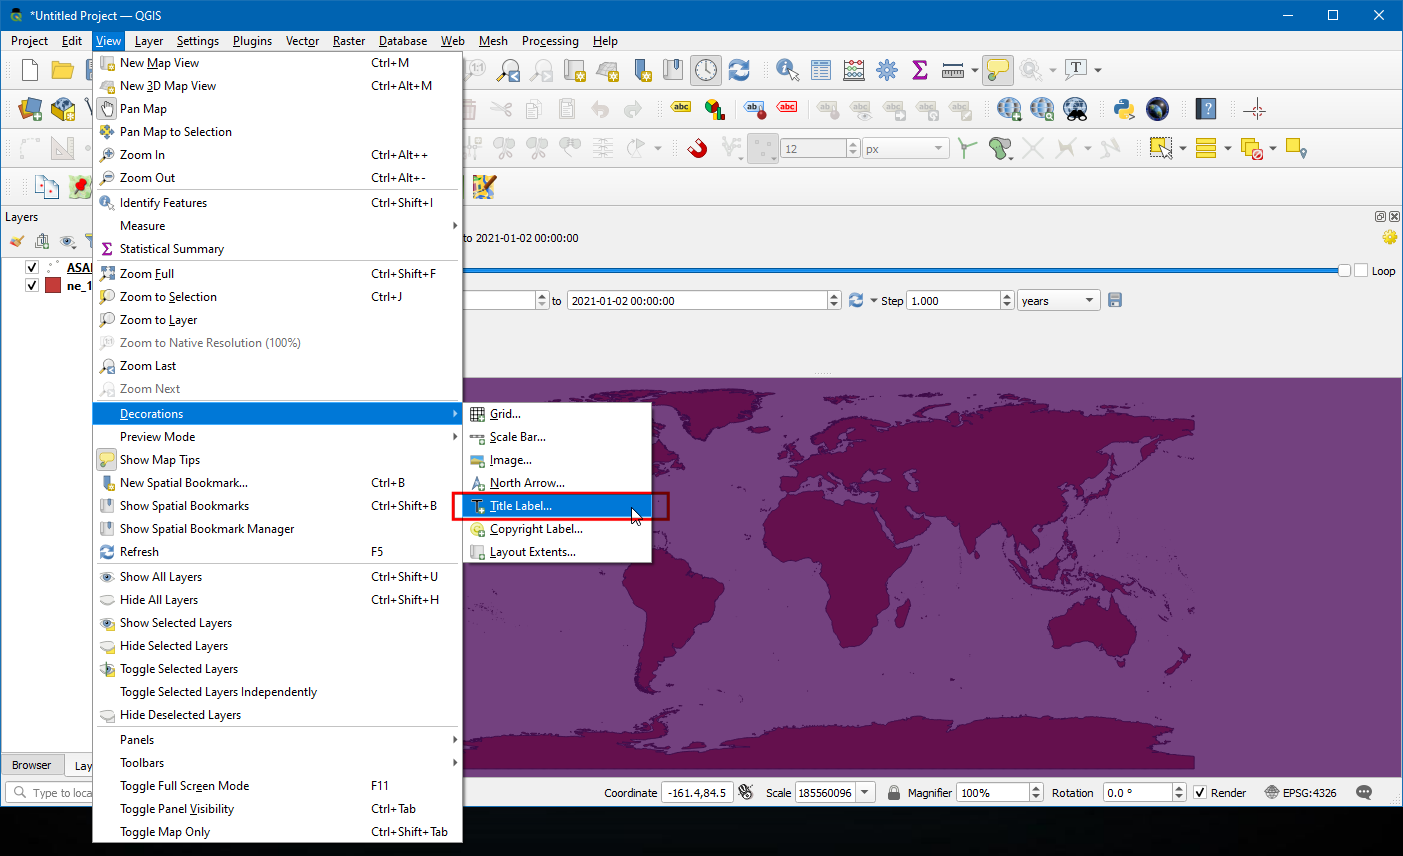 *Untitled Project — QGIS
Project Edit View Layer Settings Plugins Vector Raster Database Web Mesh Processing Help
New Map View Ctrl+M
New 3D Map View Ctrl+Alt+M
Pan Map
Pan Map to Selection
Zoom In Ctrl+Alt++
Zoom Out Ctrl+Alt+-
Identify Features Ctrl+Shift+I
Measure
Statistical Summary
Zoom Full Ctrl+Shift+F
Zoom to Selection Ctrl+J
Zoom to Layer
Zoom to Native Resolution (100%)
Zoom Last
Zoom Next
Decorations
Preview Mode
Show Map Tips
New Spatial Bookmark... Ctrl+B
Show Spatial Bookmarks Ctrl+Shift+B
Show Spatial Bookmark Manager
Refresh F5
Show All Layers Ctrl+Shift+U
Hide All Layers Ctrl+Shift+H
Show Selected Layers
Hide Selected Layers
Toggle Selected Layers
Toggle Selected Layers Independently
Hide Deselected Layers
Panels
Toolbars
Toggle Full Screen Mode F11
Toggle Panel Visibility Ctrl+Tab
Toggle Map Only Ctrl+Shift+Tab
Grid...
Scale Bar...
Image...
North Arrow...
Title Label...
Copyright Label...
Layout Extents...
1:1
T
abc abc abc abc
12 px
Layers
ne_1
to 2021-01-02 00:00:00
Loop
to 2021-01-02 00:00:00 Step 1.000 years
Browser Lay
Type to loca
Coordinate -161.4,84.5 Scale 185560096 Magnifier 100% Rotation 0.0 ° Render EPSG:4326